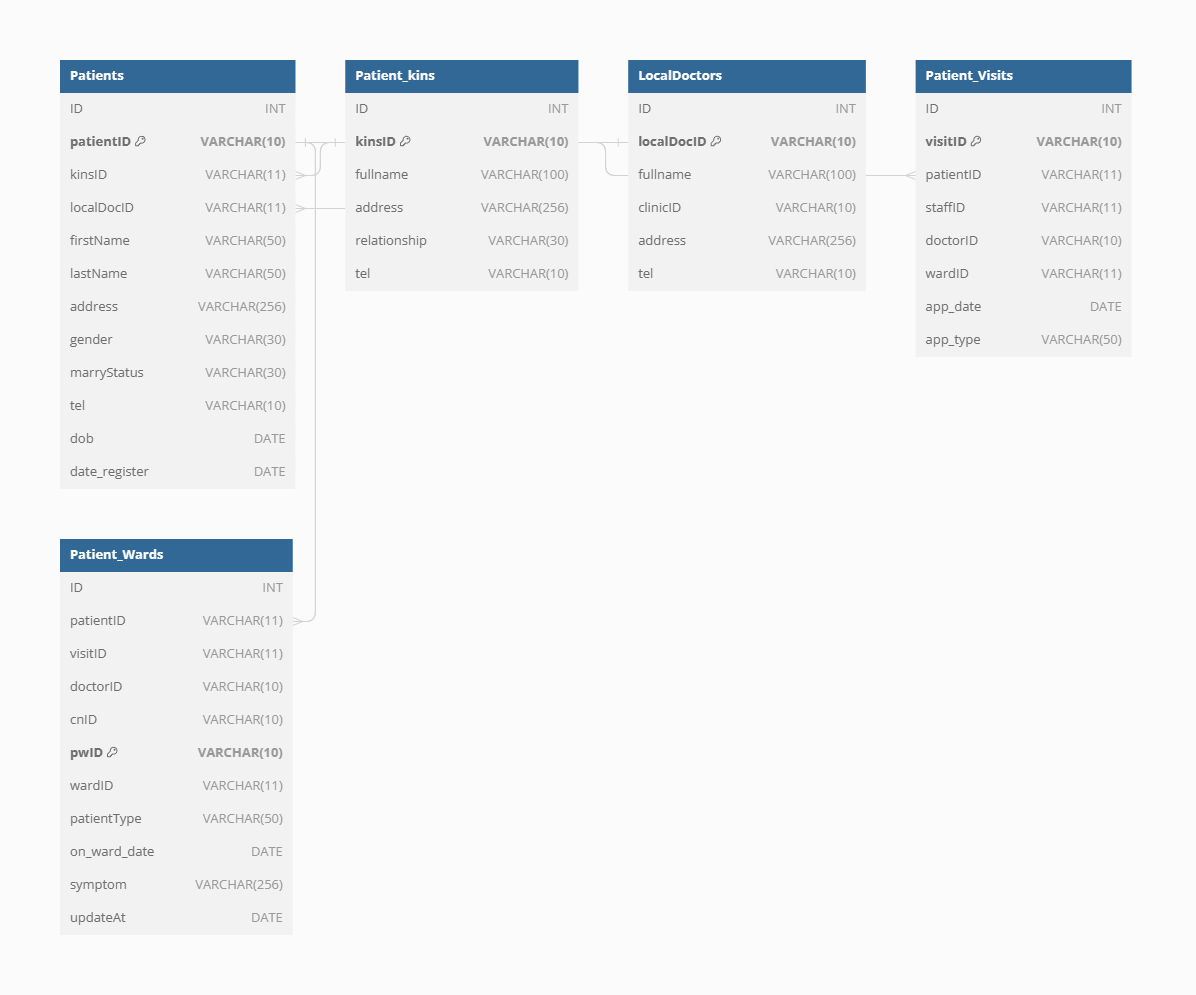 Patients
ID INT
patientID VARCHAR(10)
kinsID VARCHAR(11)
localDocID VARCHAR(11)
firstName VARCHAR(50)
lastName VARCHAR(50)
address VARCHAR(256)
gender VARCHAR(30)
marryStatus VARCHAR(30)
tel VARCHAR(10)
dob DATE
date_register DATE
Patient_kins
ID INT
kinsID VARCHAR(10)
fullname VARCHAR(100)
address VARCHAR(256)
relationship VARCHAR(30)
tel VARCHAR(10)
LocalDoctors
ID INT
localDocID VARCHAR(10)
fullname VARCHAR(100)
clinicID VARCHAR(10)
address VARCHAR(256)
tel VARCHAR(10)
Patient_Visits
ID INT
visitID VARCHAR(10)
patientID VARCHAR(11)
staffID VARCHAR(11)
doctorID VARCHAR(10)
wardID VARCHAR(11)
app_date DATE
app_type VARCHAR(50)
Patient_Wards
ID INT
patientID VARCHAR(11)
visitID VARCHAR(11)
doctorID VARCHAR(10)
cnID VARCHAR(10)
pwID VARCHAR(10)
wardID VARCHAR(11)
patientType VARCHAR(50)
on_ward_date DATE
symptom VARCHAR(256)
updateAt DATE